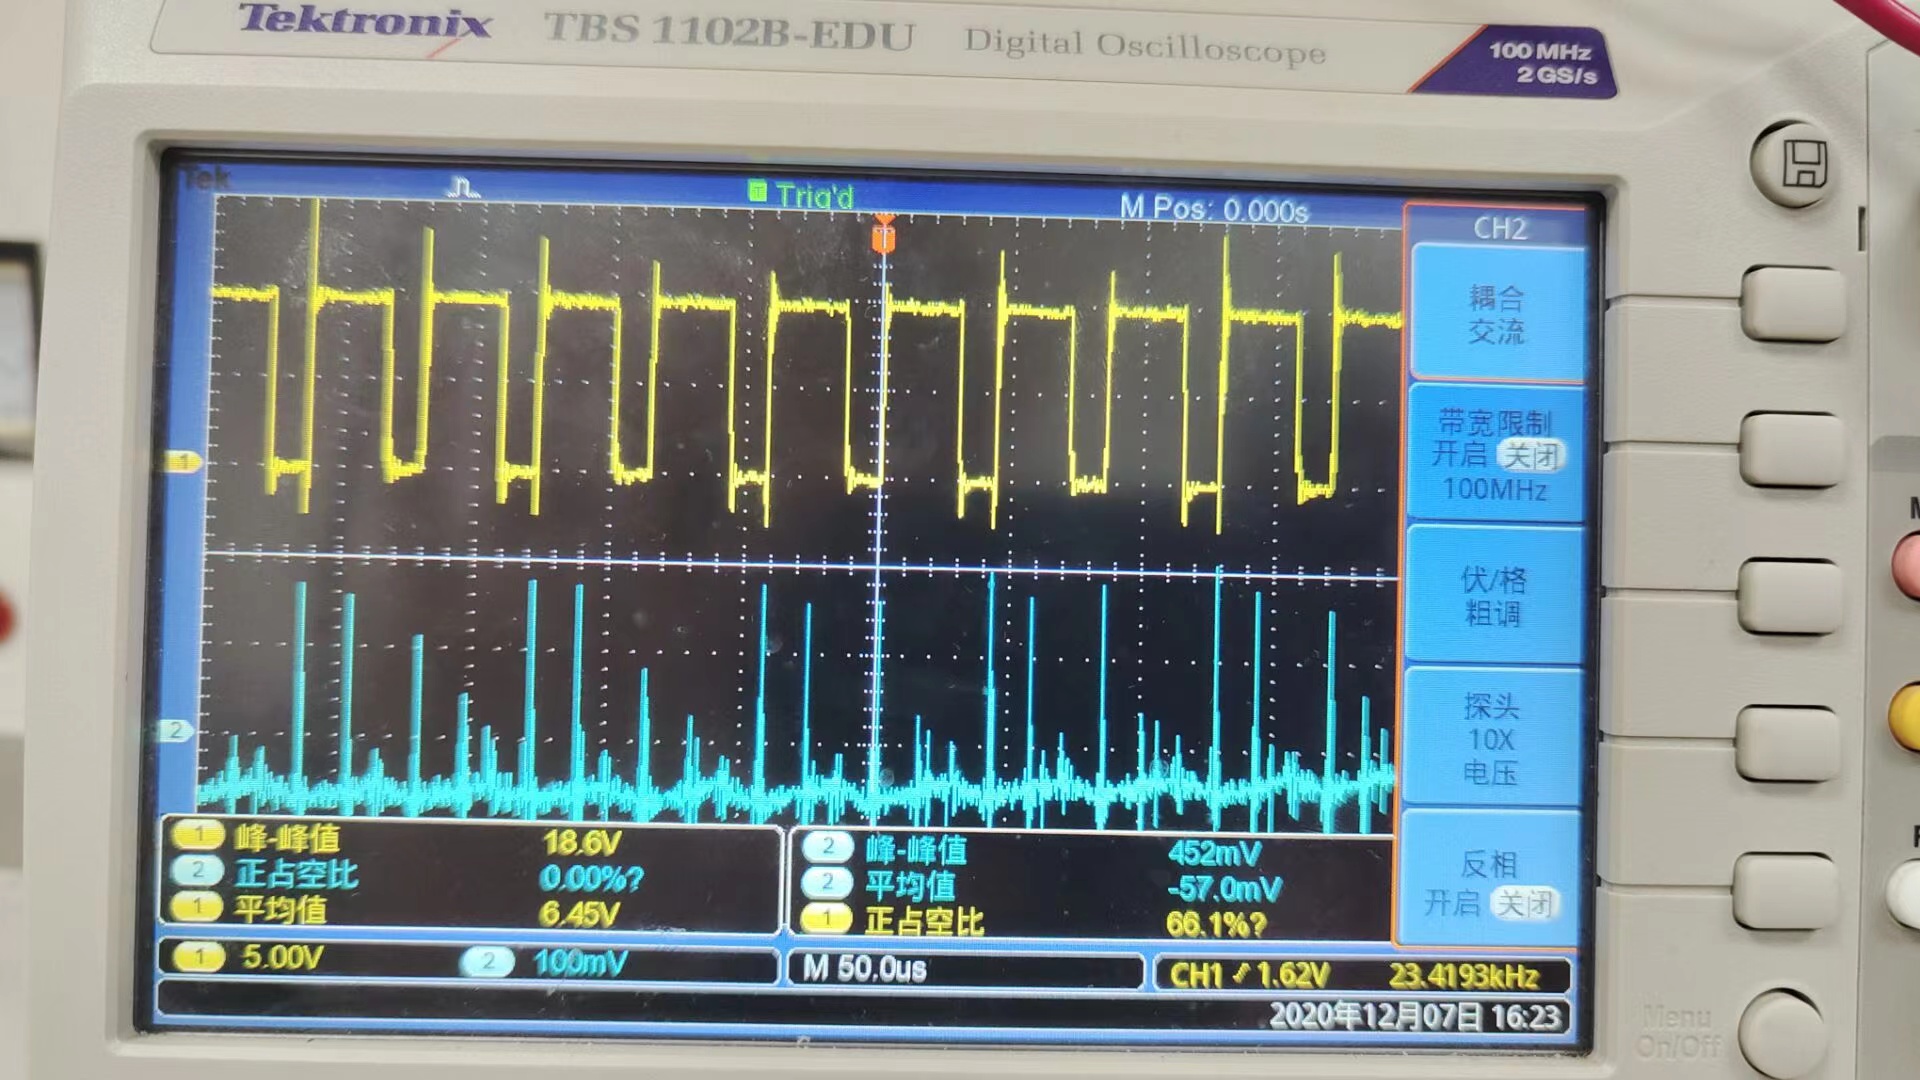 Tektronix TBS 1102B-EDU Digital Oscilloscope
100 MHz
2 GS/s
Tek Trig'd M Pos: 0.000s
CH2
耦合
交流
带宽限制
开启 关闭
100MHz
伏/格
粗调
探头
10X
电压
反相
开启 关闭
1
2
1 峰-峰值 18.6V
2 正占空比 0.00%?
1 平均值 6.45V
2 峰-峰值 452mV
2 平均值 -57.0mV
1 正占空比 66.1%?
1 5.00V 2 100mV M 50.0us CH1 1.62V 23.4193kHz
2020年12月07日 16:23
Menu
On/Off